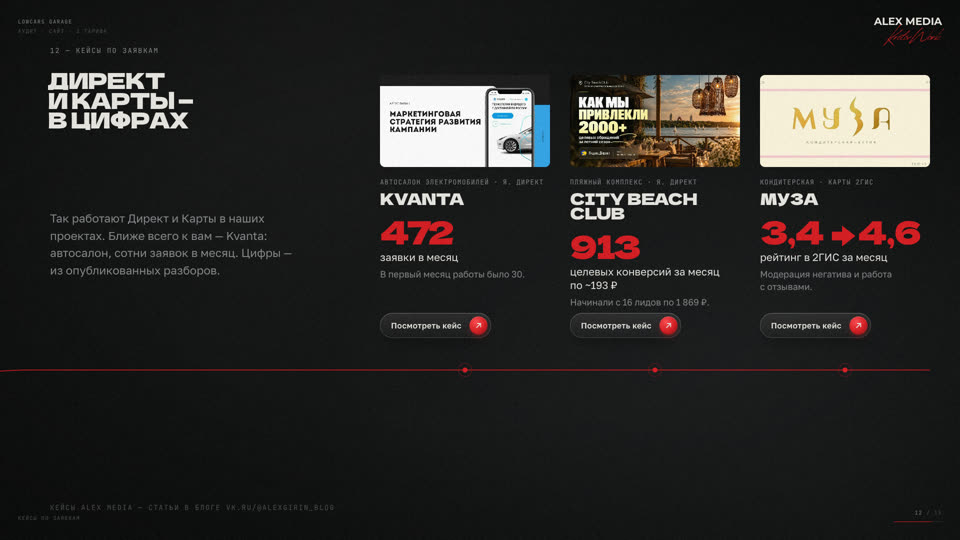 LOWCARS GARAGE
АУДИТ · САЙТ · 2 ТАРИФА
ALEX MEDIA
12 — КЕЙСЫ ПО ЗАЯВКАМ
ДИРЕКТ
И КАРТЫ —
В ЦИФРАХ
Так работают Директ и Карты в наших
проектах. Ближе всего к вам — Kvanta:
автосалон, сотни заявок в месяц. Цифры —
из опубликованных разборов.
МАРКЕТИНГОВАЯ
СТРАТЕГИЯ РАЗВИТИЯ
КАМПАНИИ
АВТОСАЛОН ЭЛЕКТРОМОБИЛЕЙ · Я. ДИРЕКТ
KVANTA
472
заявки в месяц
В первый месяц работы было 30.
Посмотреть кейс
КАК МЫ
ПРИВЛЕКЛИ
2000+
ПЛЯЖНЫЙ КОМПЛЕКС · Я. ДИРЕКТ
CITY BEACH
CLUB
913
целевых конверсий за месяц
по ~193 ₽
Начинали с 16 лидов по 1 869 ₽.
Посмотреть кейс
МУЗА
КОНДИТЕРСКАЯ · КАРТЫ 2ГИС
МУЗА
3,4 → 4,6
рейтинг в 2ГИС за месяц
Модерация негатива и работа
с отзывами.
Посмотреть кейс
КЕЙСЫ ALEX MEDIA — СТАТЬИ В БЛОГЕ VK.RU/@ALEXGIRIN_BLOG
КЕЙСЫ ПО ЗАЯВКАМ